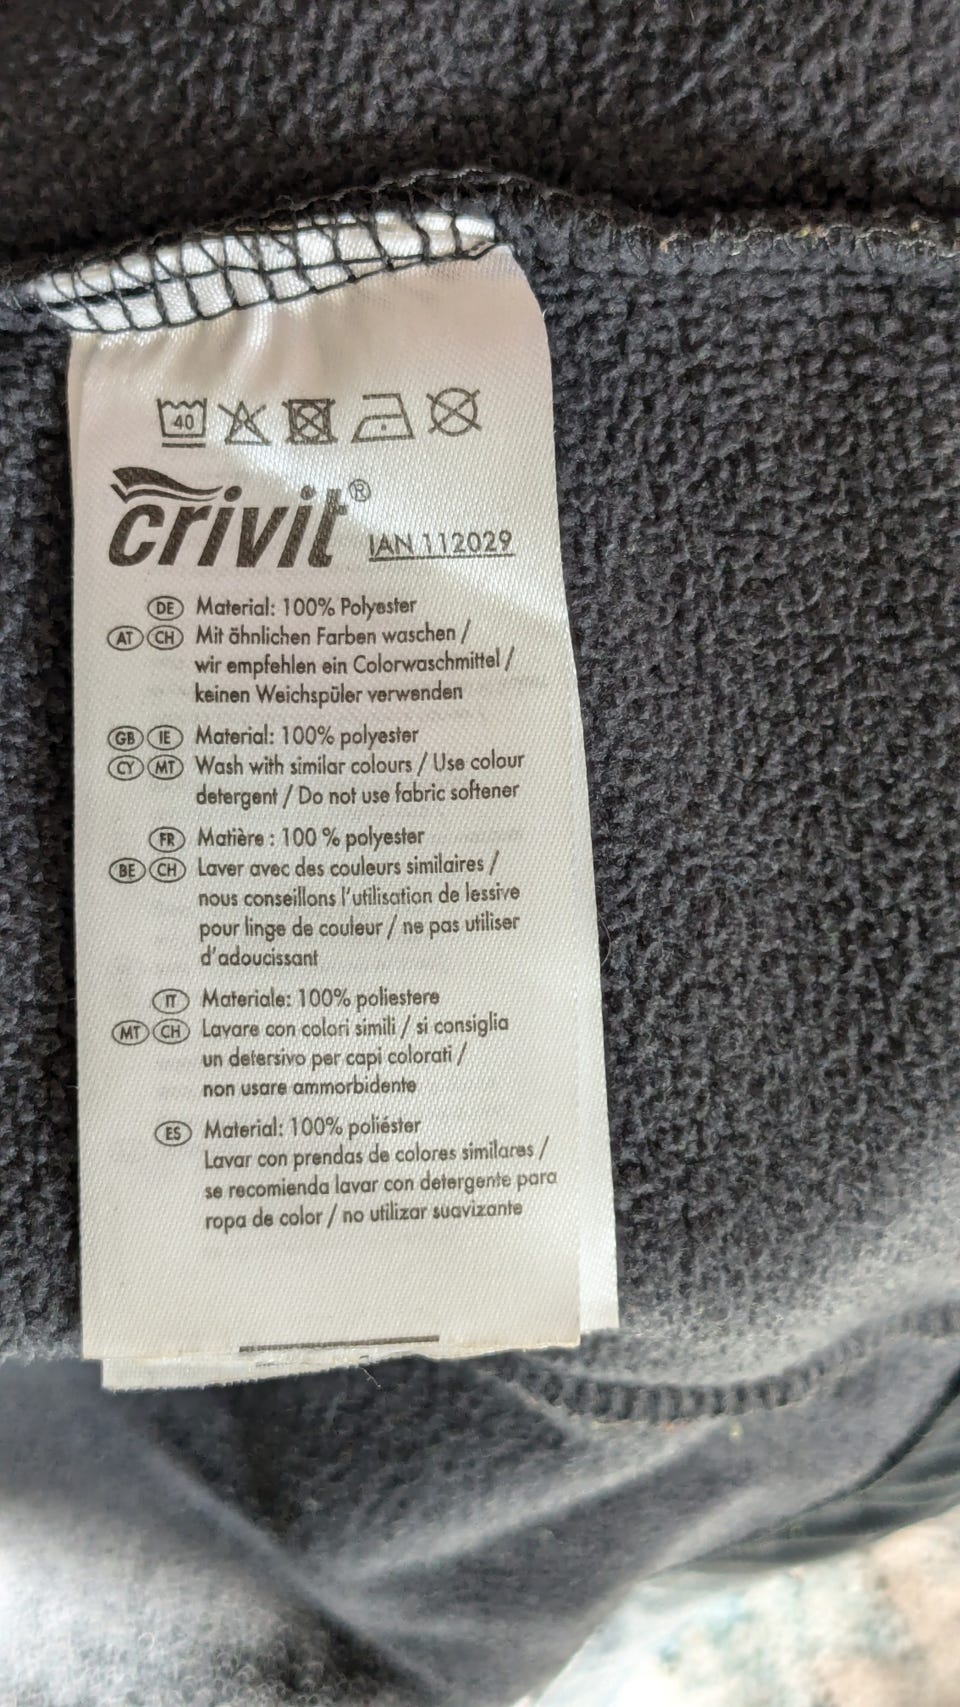 40
crivit®
IAN 112029
DE Material: 100% Polyester
AT CH Mit ähnlichen Farben waschen /
wir empfehlen ein Colorwaschmittel /
keinen Weichspüler verwenden
GB IE Material: 100% polyester
CY MT Wash with similar colours / Use colour
detergent / Do not use fabric softener
FR Matière : 100 % polyester
BE CH Laver avec des couleurs similaires /
nous conseillons l'utilisation de lessive
pour linge de couleur / ne pas utiliser
d'adoucissant
IT Materiale: 100% poliestere
MT CH Lavare con colori simili / si consiglia
un detersivo per capi colorati /
non usare ammorbidente
ES Material: 100% poliéster
Lavar con prendas de colores similares /
se recomienda lavar con detergente para
ropa de color / no utilizar suavizante